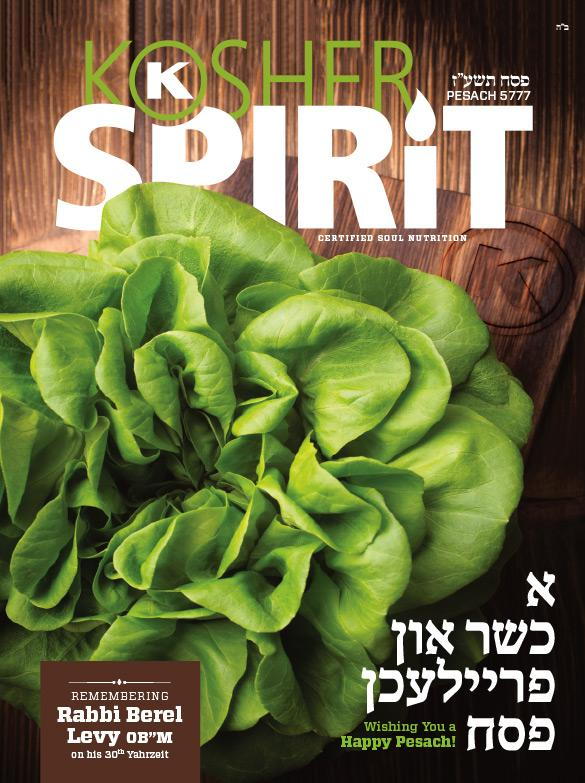 ב"ה
KOSHER
פסח תשע"ז
PESACH 5777
SPIRiT
CERTIFIED SOUL NUTRITION
K
א
כשר און
פריילעכן
פסח
Wishing You a
Happy Pesach!
REMEMBERING
Rabbi Berel
Levy OB"M
on his 30th Yahrzeit